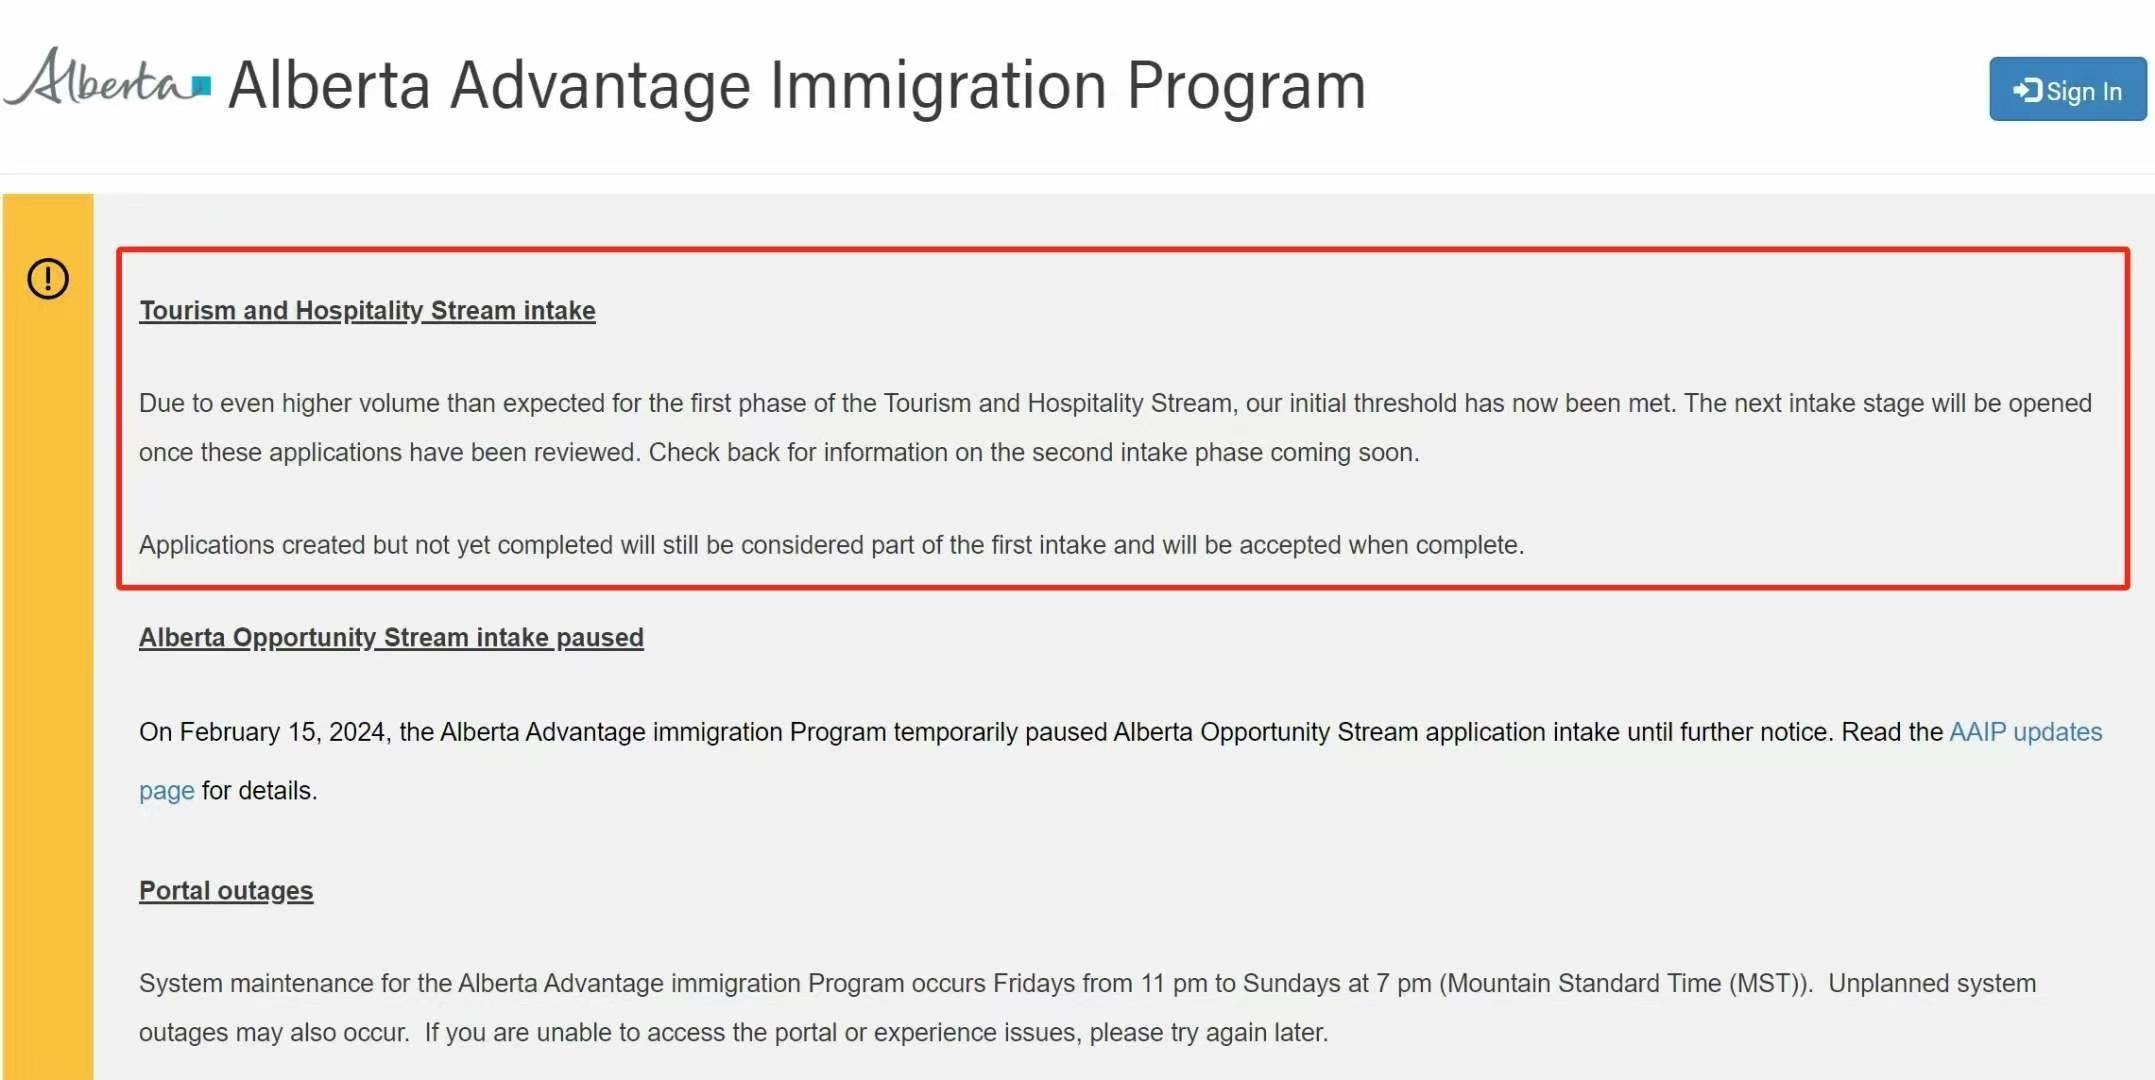 Alberta Alberta Advantage Immigration Program
Sign In
Tourism and Hospitality Stream intake
Due to even higher volume than expected for the first phase of the Tourism and Hospitality Stream, our initial threshold has now been met. The next intake stage will be opened
once these applications have been reviewed. Check back for information on the second intake phase coming soon.
Applications created but not yet completed will still be considered part of the first intake and will be accepted when complete.
Alberta Opportunity Stream intake paused
On February 15, 2024, the Alberta Advantage immigration Program temporarily paused Alberta Opportunity Stream application intake until further notice. Read the AAIP updates
page for details.
Portal outages
System maintenance for the Alberta Advantage immigration Program occurs Fridays from 11 pm to Sundays at 7 pm (Mountain Standard Time (MST)).  Unplanned system
outages may also occur.  If you are unable to access the portal or experience issues, please try again later.